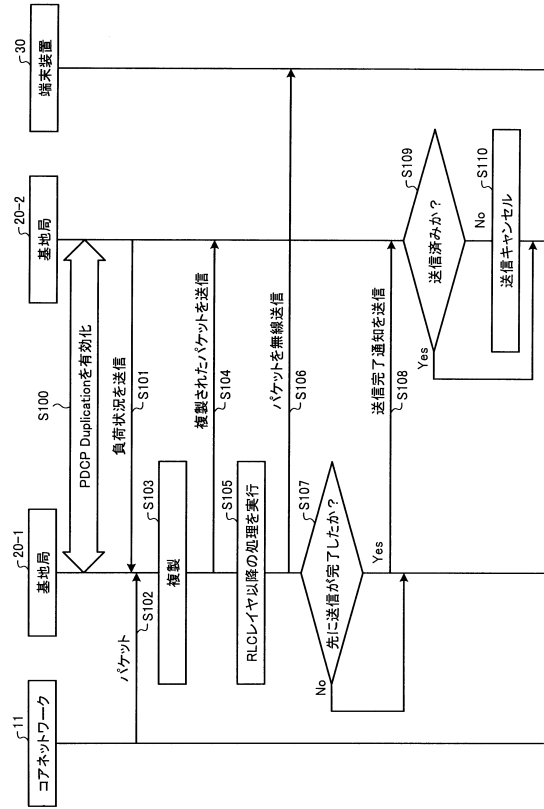 11
コアネットワーク
20-1
基地局
20-2
基地局
30
端末装置
S100
PDCP Duplicationを有効化
負荷状況を送信
S101
パケット
S102
S103
複製
複製されたパケットを送信
S104
S105
RLCレイヤ以降の処理を実行
パケットを無線送信
S106
S107
先に送信が完了したか?
No
Yes
送信完了通知を送信
S108
S109
送信済みか?
Yes
No
S110
送信キャンセル